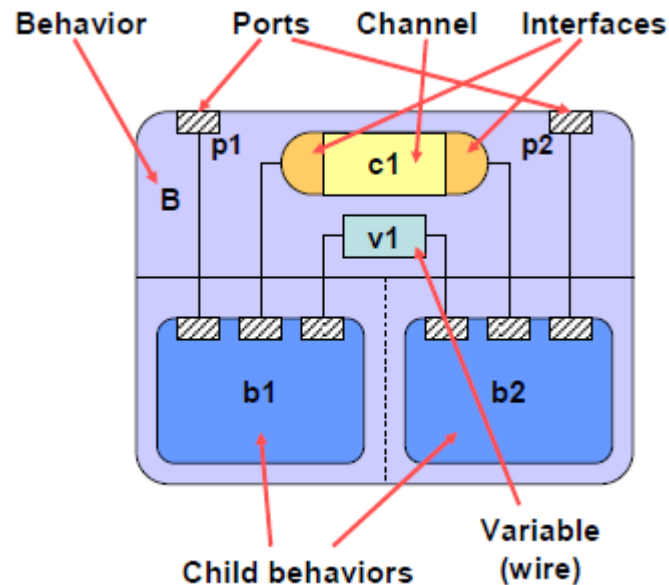 Behavior Ports Channel Interfaces
p1 p2
c1
B
v1
b1 b2
Variable
(wire)
Child behaviors